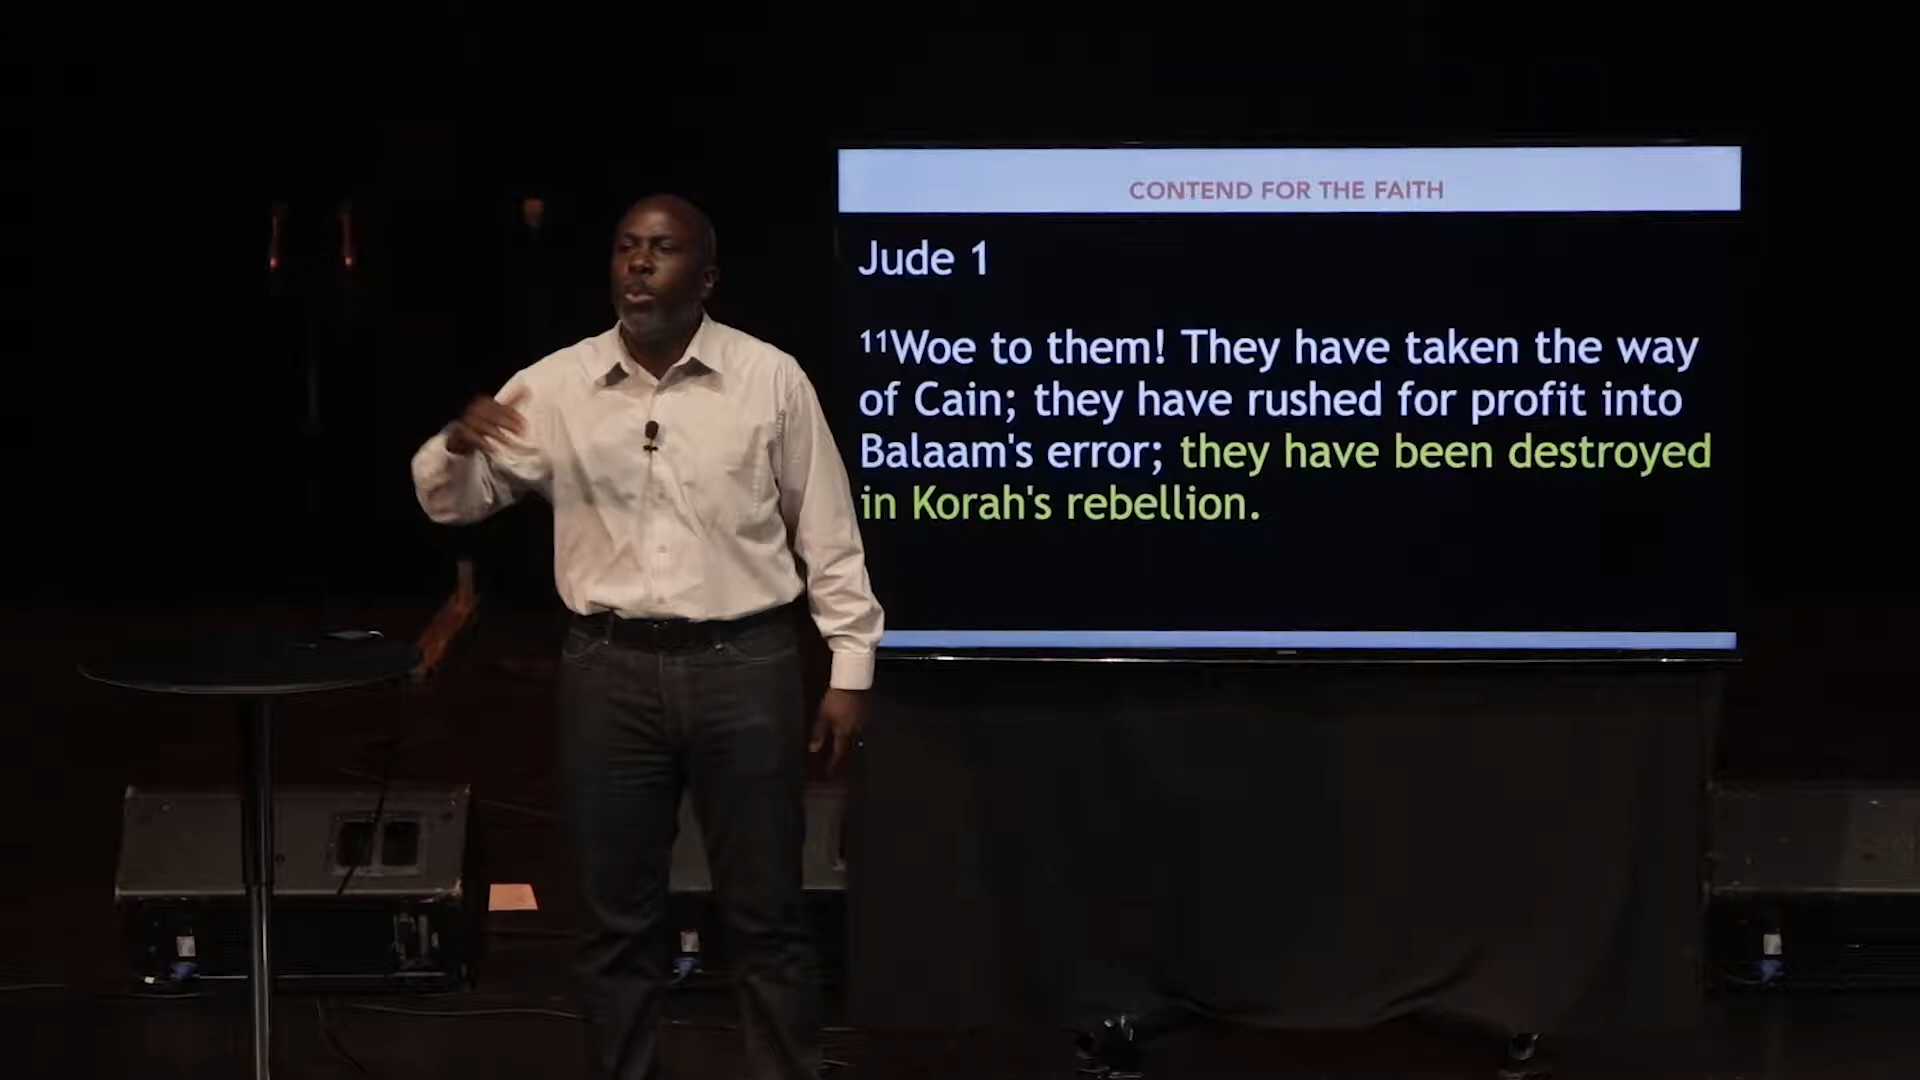 CONTEND FOR THE FAITH
Jude 1
¹¹Woe to them! They have taken the way
of Cain; they have rushed for profit into
Balaam's error; they have been destroyed
in Korah's rebellion.